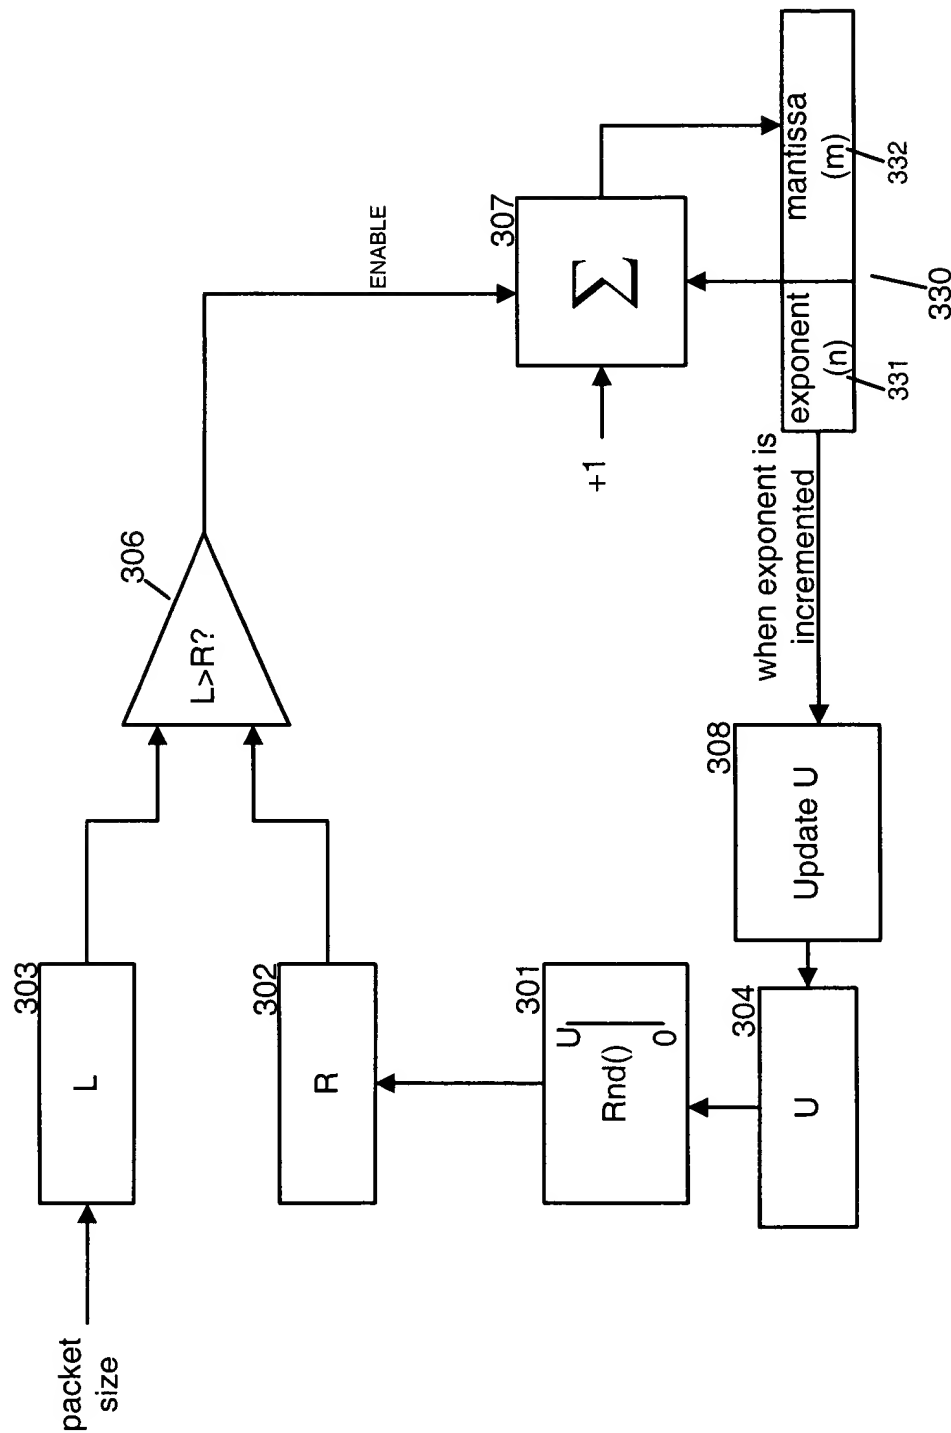 packet
size
303
L
302
R
301
Rnd()
U
0
304
U
306
L>R?
308
Update U
when exponent is
incremented
ENABLE
307
Σ
+1
exponent
(n)
mantissa
(m)
331
330
332